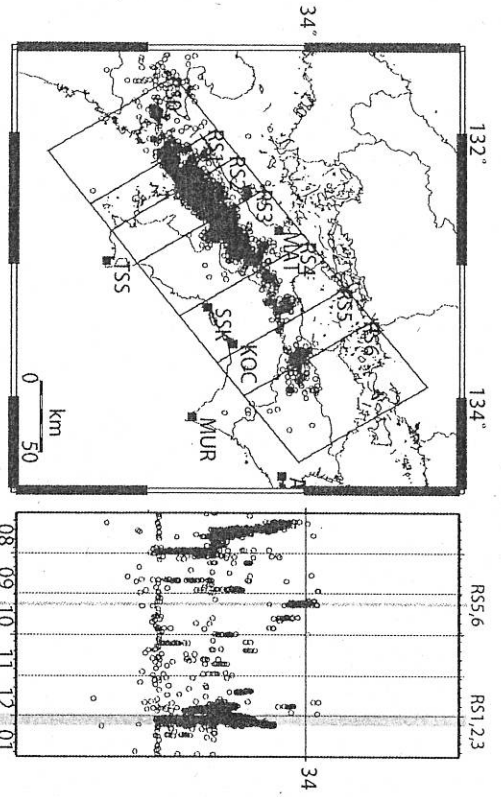 132°
134°
34°
RS1
RS2
RS3
MAT
RS4
RS5
RS6
TSS
SSK
KOC
MUR
A
0
50
km
RS5,6
RS1,2,3
34
08
09
10
11
12
01